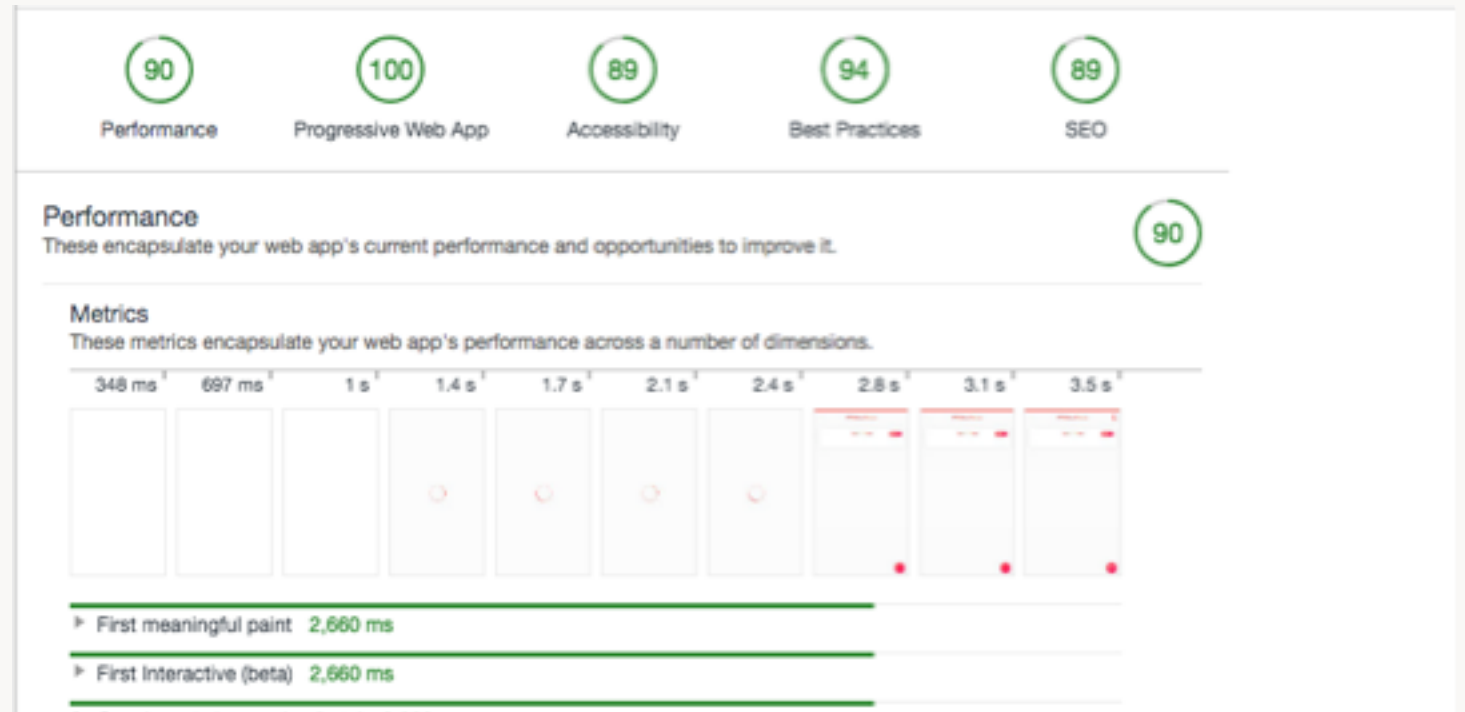 90 100 89 94 89
Performance Progressive Web App Accessibility Best Practices SEO
Performance
These encapsulate your web app's current performance and opportunities to improve it.
90
Metrics
These metrics encapsulate your web app's performance across a number of dimensions.
348 ms 697 ms 1 s 1.4 s 1.7 s 2.1 s 2.4 s 2.8 s 3.1 s 3.5 s
First meaningful paint 2,660 ms
First Interactive (beta) 2,660 ms